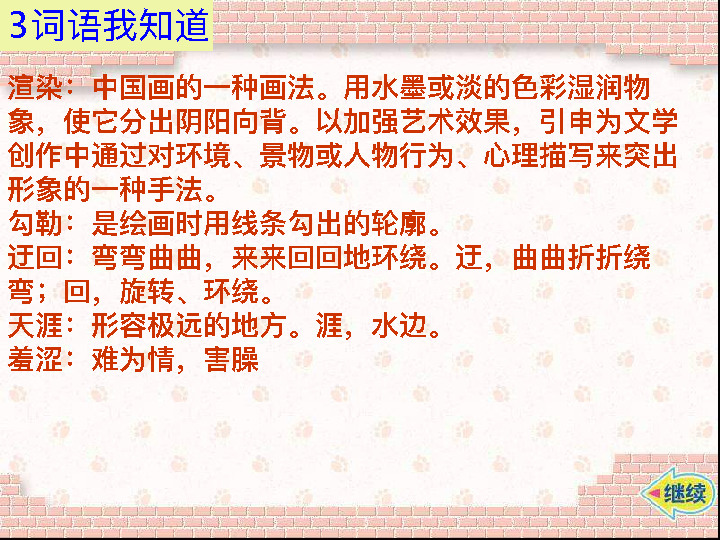 3词语我知道
渲染：中国画的一种画法。用水墨或淡的色彩湿润物
象，使它分出阴阳向背。以加强艺术效果，引申为文学
创作中通过对环境、景物或人物行为、心理描写来突出
形象的一种手法。
勾勒：是绘画时用线条勾出的轮廓。
迂回：弯弯曲曲，来来回回地环绕。迂，曲曲折折绕
弯；回，旋转、环绕。
天涯：形容极远的地方。涯，水边。
羞涩：难为情，害臊
继续